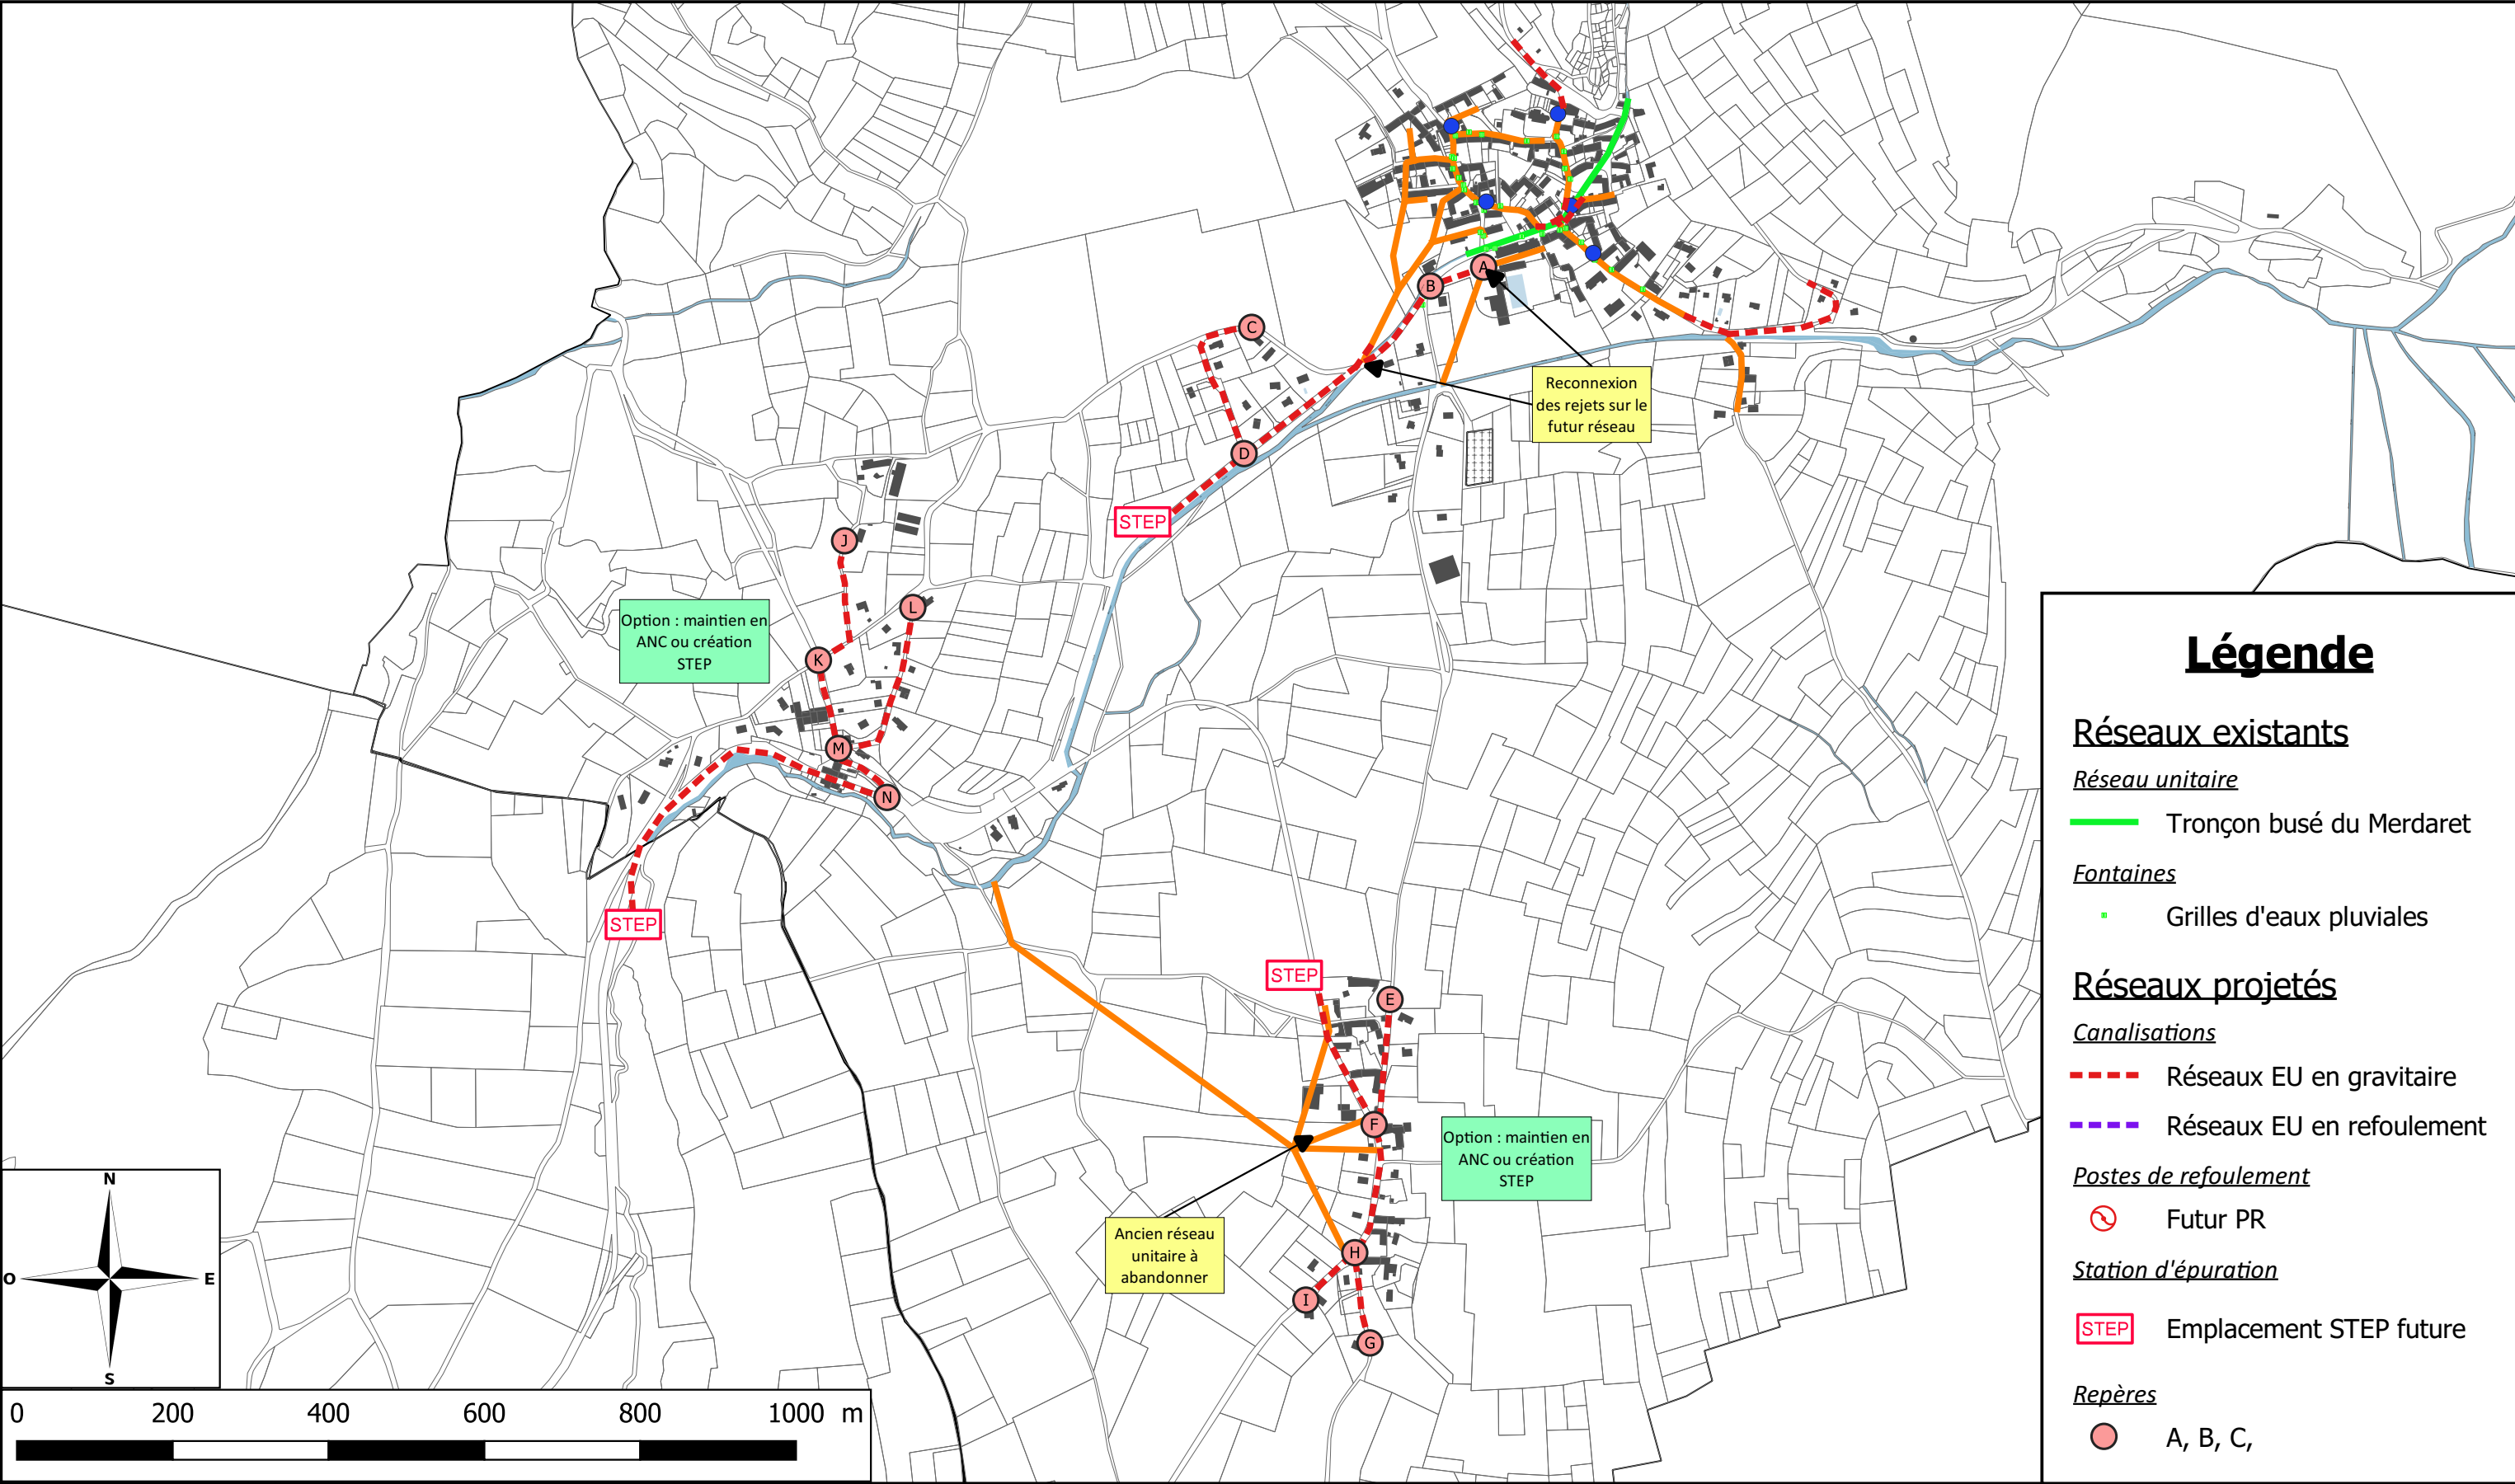 A
B
C
D
Reconnexion
des rejets sur le
futur réseau
STEP
J
L
K
M
N
Option : maintien en
ANC ou création
STEP
STEP
STEP
E
F
H
I
G
Option : maintien en
ANC ou création
STEP
Ancien réseau
unitaire à
abandonner
N
O
E
S
0 200 400 600 800 1000 m
Légende
Réseaux existants
Réseau unitaire
Tronçon busé du Merdaret
Fontaines
Grilles d'eaux pluviales
Réseaux projetés
Canalisations
Réseaux EU en gravitaire
Réseaux EU en refoulement
Postes de refoulement
Futur PR
Station d'épuration
STEP Emplacement STEP future
Repères
A, B, C,